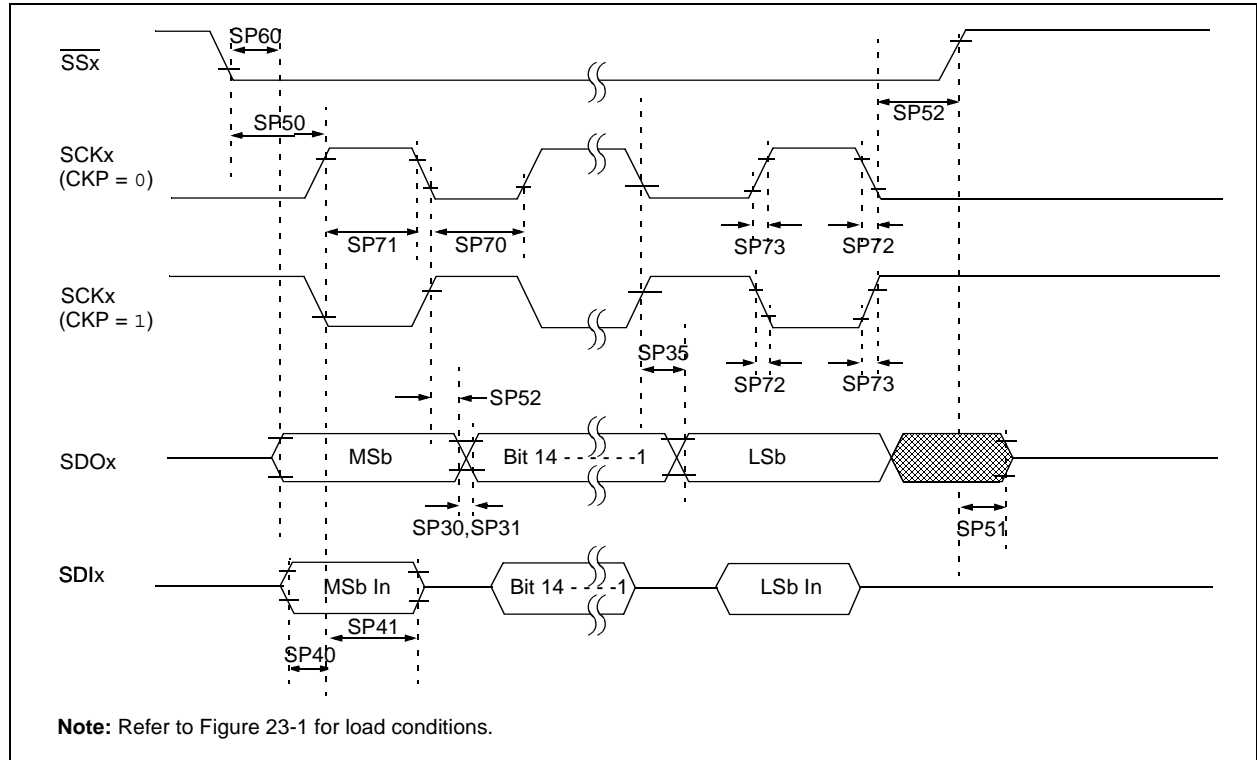 SP60
SSx
SP50
SP52
SCKx
(CKP = 0)
SP71
SP70
SP73
SP72
SCKx
(CKP = 1)
SP35
SP72
SP73
SP52
SDOx
MSb
Bit 14 - - - - - -1
LSb
SP30,SP31
SP51
SDIx
MSb In
Bit 14 - - - -1
LSb In
SP41
SP40
Note: Refer to Figure 23-1 for load conditions.